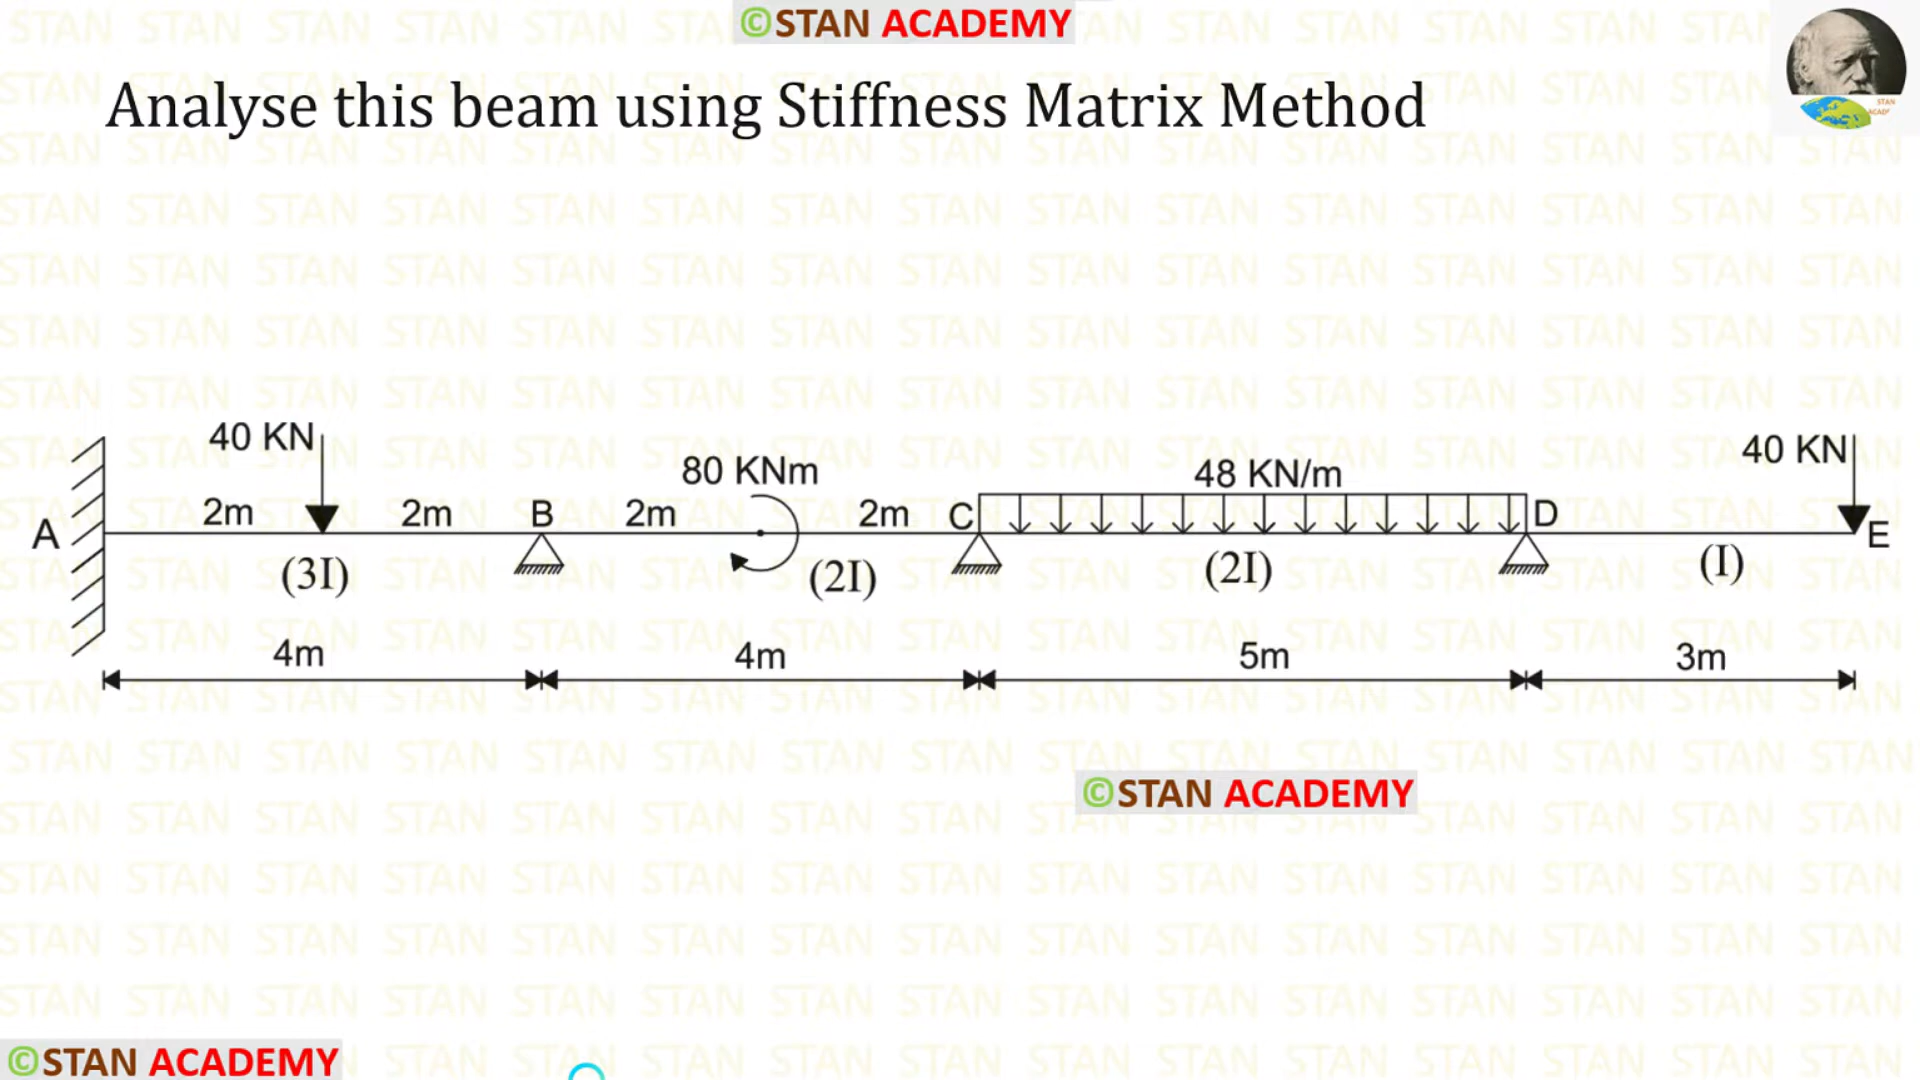 ©STAN ACADEMY
Analyse this beam using Stiffness Matrix Method
STAN
40 KN
40 KN
80 KNm
48 KN/m
A
2m
2m
B
2m
2m
C
D
E
(3I)
(2I)
(2I)
(I)
4m
4m
5m
3m
©STAN ACADEMY
©STAN ACADEMY